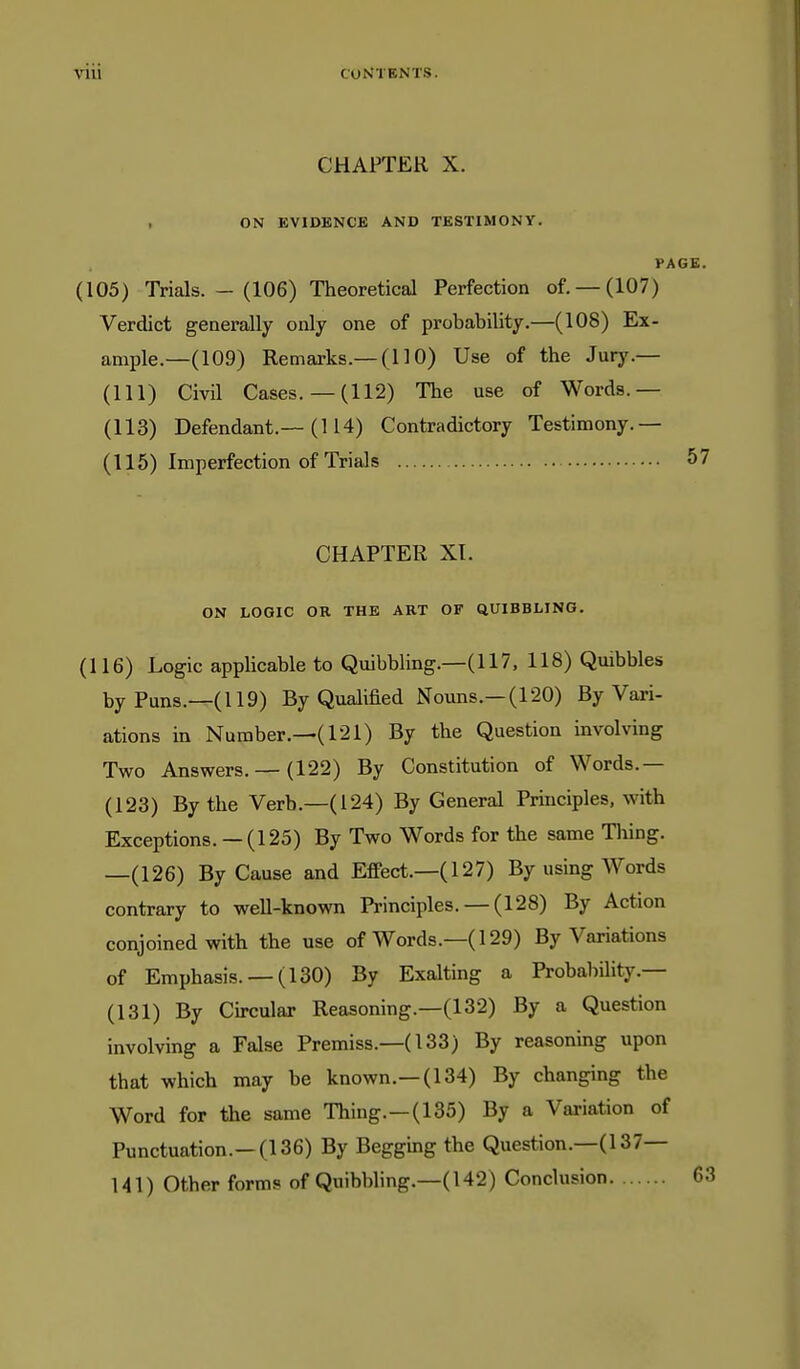 viii CONTENTS.
CHAPTER X.
ON EVIDENCE AND TESTIMONY.
PAGE.
(105) Trials. — (106) Theoretical Perfection of. — (107)
Verdict generally only one of probability.—(108) Ex-
ample.—(109) Remarks.—(110) Use of the Jury.—
(111) Civil Cases. — (112) The use of Words. —
(113) Defendant.—(114) Contradictory Testimony.—
(115) Imperfection of Trials .......................... 57
CHAPTER XI.
ON LOGIC OR THE ART OF QUIBBLING.
(116) Logic applicable to Quibbling.—(117, 118) Quibbles
by Puns.—(119) By Qualified Nouns.—(120) By Vari-
ations in Number.—(121) By the Question involving
Two Answers. — (122) By Constitution of Words.—
(123) By the Verb.—(124) By General Principles, with
Exceptions. — (125) By Two Words for the same Thing.
—(126) By Cause and Effect.—(127) By using Words
contrary to well-known Principles. — (128) By Action
conjoined with the use of Words.—(129) By Variations
of Emphasis. — (130) By Exalting a Probability.—
(131) By Circular Reasoning.—(132) By a Question
involving a False Premiss.—(133) By reasoning upon
that which may be known.—(134) By changing the
Word for the same Thing.—(135) By a Variation of
Punctuation.—(136) By Begging the Question.—(137—
141) Other forms of Quibbling.—(142) Conclusion. ...... 63